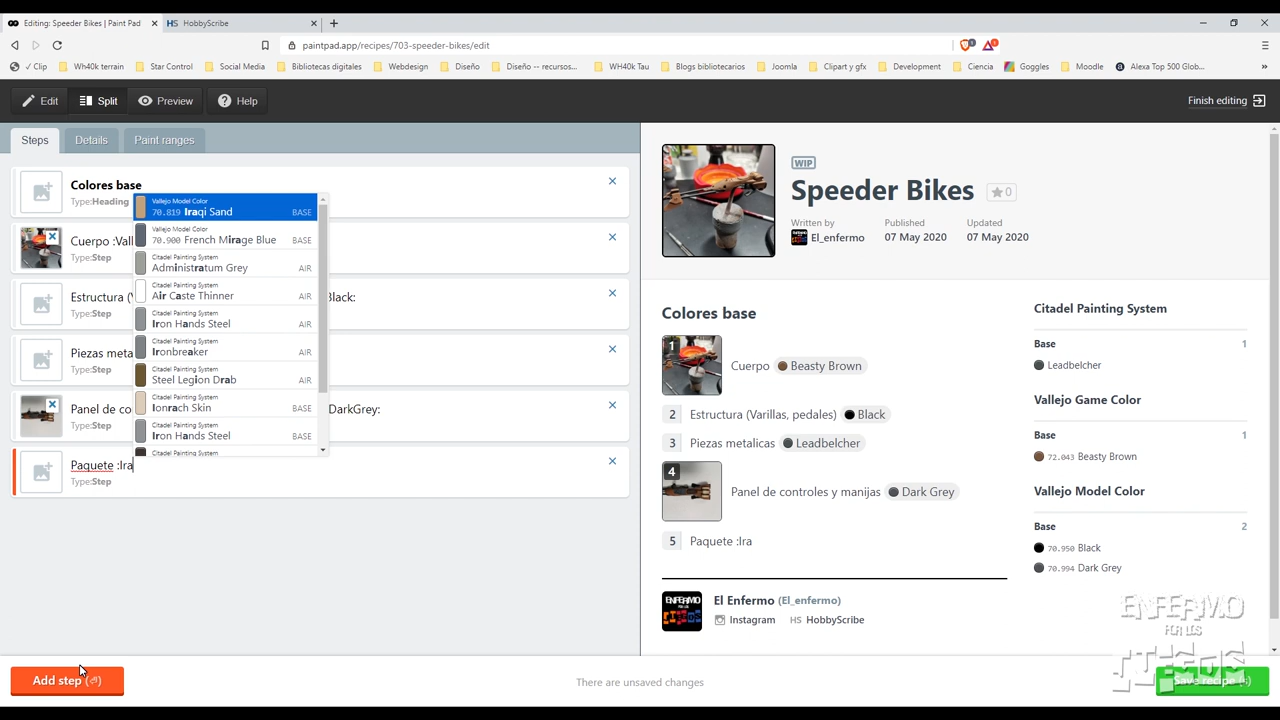 Editing: Speeder Bikes | Paint Pad
HS HobbyScribe
paintpad.app/recipes/703-speeder-bikes/edit
√ Clip
Wh40k terrain
Star Control
Social Media
Bibliotecas digitales
Webdesign
Diseño
Diseño -- recursos...
WH40K Tau
Blogs bibliotecarios
Joomla
Clipart y gfx
Development
Ciencia
Goggles
Moodle
Alexa Top 500 Glob...
Edit
Split
Preview
Help
Finish editing
Steps
Details
Paint ranges
Colores base
Type:Heading
Cuerpo :Vall
Type:Step
Estructura (V
Black:
Type:Step
Piezas meta
Type:Step
Panel de co
DarkGrey:
Type:Step
Paquete :Ira
Type:Step
Vallejo Model Color
70.819 Iraqi Sand BASE
Vallejo Model Color
70.900 French Mirage Blue BASE
Citadel Painting System
Administratum Grey AIR
Citadel Painting System
Air Caste Thinner AIR
Citadel Painting System
Iron Hands Steel AIR
Citadel Painting System
Ironbreaker AIR
Citadel Painting System
Steel Legion Drab AIR
Citadel Painting System
Ionrach Skin BASE
Citadel Painting System
Iron Hands Steel BASE
Citadel Painting System
WIP
Speeder Bikes
0
Written by
El_enfermo
Published
07 May 2020
Updated
07 May 2020
Colores base
1
Cuerpo Beasty Brown
2 Estructura (Varillas, pedales) Black
3 Piezas metalicas Leadbelcher
4
Panel de controles y manijas Dark Grey
5 Paquete :Ira
El Enfermo (El_enfermo)
Instagram HS HobbyScribe
Citadel Painting System
Base 1
Leadbelcher
Vallejo Game Color
Base 1
72.043 Beasty Brown
Vallejo Model Color
Base 2
70.950 Black
70.994 Dark Grey
Add step (⏎)
There are unsaved changes
Save recipe (s)
ENFERMO
POR LOS